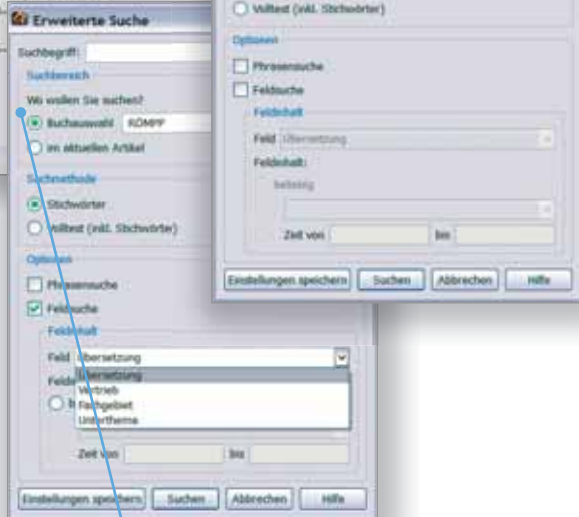 Erweiterte Suche
Suchbegriff:
Suchbereich
Wo wollen Sie suchen?
Buchauswahl RÖMPP
im aktuellen Artikel
Suchmethode
Stichwörter
Volltext (inkl. Stichwörter)
Optionen
Phrasensuche
Feldsuche
Feldinhalt
Feld Übersetzung
Übersetzung
Vertrieb
Fachgebiet
Unterthema
Zeit von bis
Einstellungen speichern Suchen Abbrechen Hilfe
Volltext (inkl. Stichwörter)
Optionen
Phrasensuche
Feldsuche
Feldinhalt
Feld Übersetzung
Feldinhalt:
beliebig
Zeit von bis
Einstellungen speichern Suchen Abbrechen Hilfe